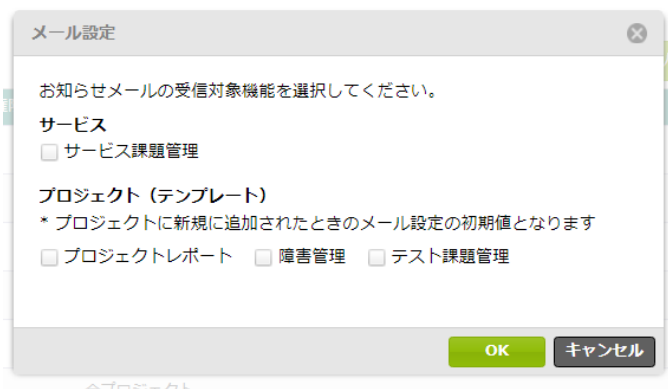 メール設定
お知らせメールの受信対象機能を選択してください。
サービス
サービス課題管理
プロジェクト（テンプレート）
* プロジェクトに新規に追加されたときのメール設定の初期値となります
プロジェクトレポート 障害管理 テスト課題管理
OK キャンセル